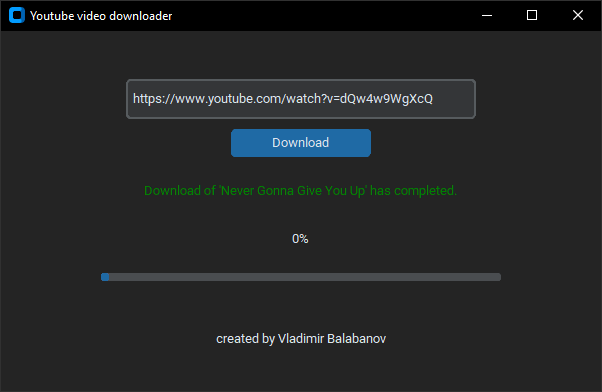 Youtube video downloader
https://www.youtube.com/watch?v=dQw4w9WgXcQ
Download
Download of 'Never Gonna Give You Up' has completed.
0%
created by Vladimir Balabanov